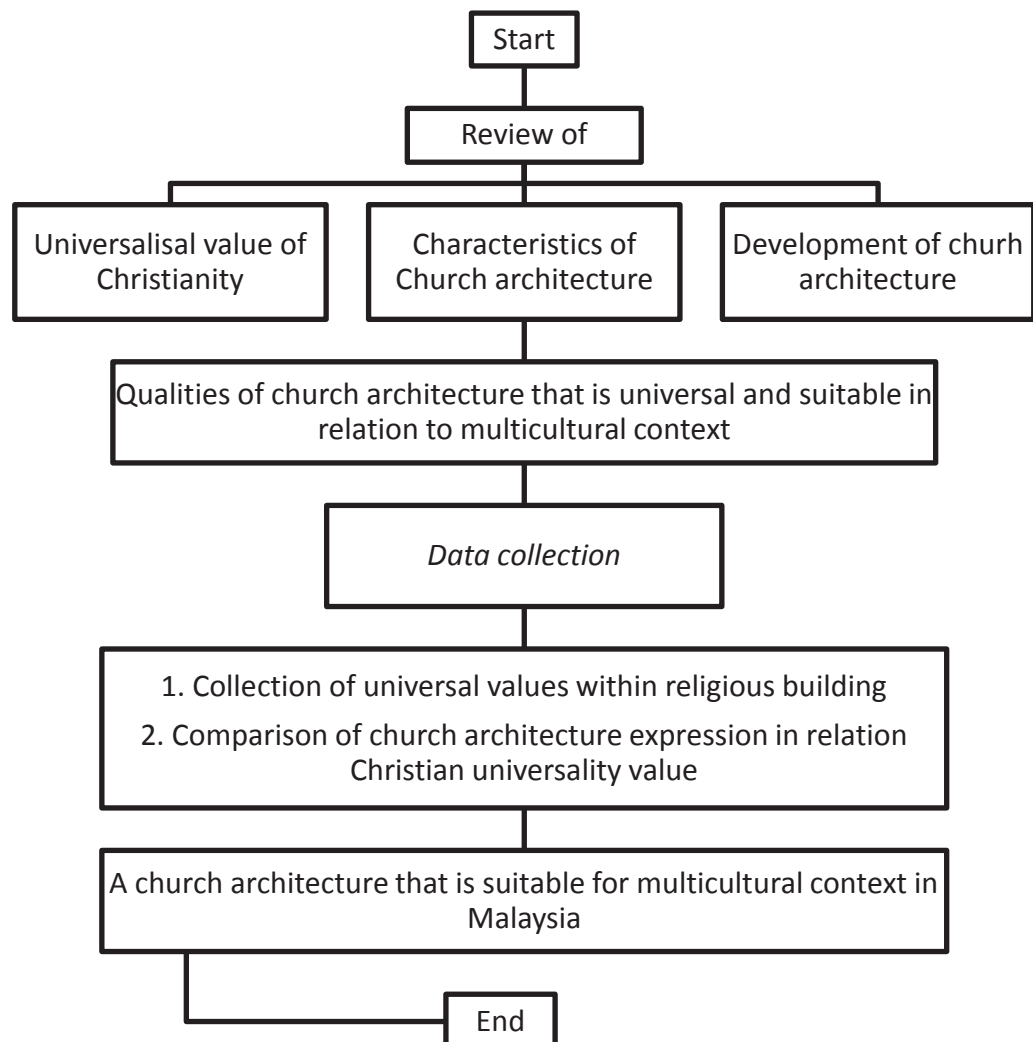 Start
Review of
Universalisal value of
Christianity
Characteristics of
Church architecture
Development of churh
architecture
Qualities of church architecture that is universal and suitable in
relation to multicultural context
Data collection
1. Collection of universal values within religious building
2. Comparison of church architecture expression in relation
Christian universality value
A church architecture that is suitable for multicultural context in
Malaysia
End